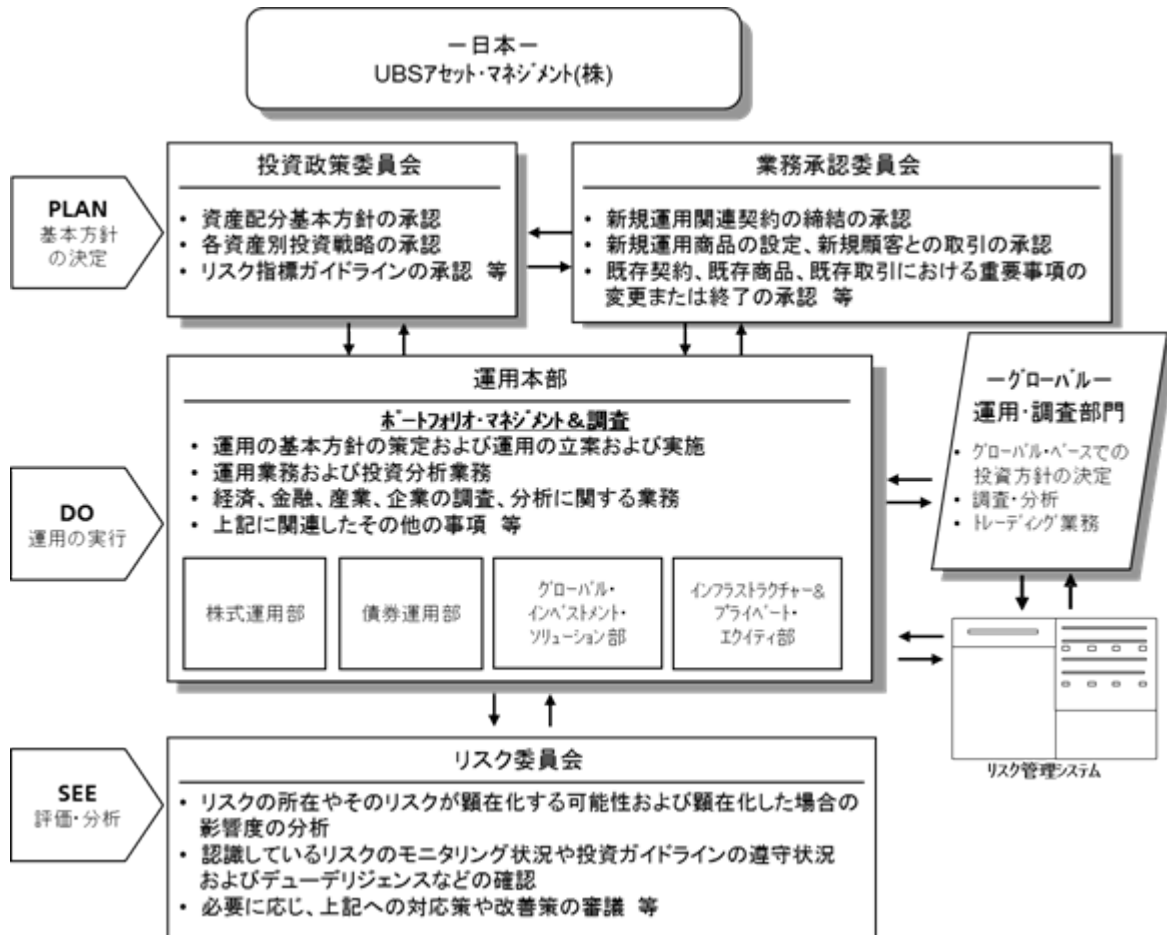 ー日本ー
UBSアセット・マネジメント(株)
PLAN
基本方針
の決定
投資政策委員会
・ 資産配分基本方針の承認
・ 各資産別投資戦略の承認
・ リスク指標ガイドラインの承認 等
業務承認委員会
・ 新規運用関連契約の締結の承認
・ 新規運用商品の設定、新規顧客との取引の承認
・ 既存契約、既存商品、既存取引における重要事項の
変更または終了の承認 等
DO
運用の実行
運用本部
ポートフォリオ・マネジメント＆調査
・ 運用の基本方針の策定および運用の立案および実施
・ 運用業務および投資分析業務
・ 経済、金融、産業、企業の調査、分析に関する業務
・ 上記に関連したその他の事項 等
株式運用部
債券運用部
グローバル・
インベストメント・
ソリューション部
インフラストラクチャー&
プライベート・
エクイティ部
ーグローバルー
運用・調査部門
・ グローバル・ベースでの
投資方針の決定
・ 調査・分析
・ トレーディング業務
リスク管理システム
SEE
評価・分析
リスク委員会
・ リスクの所在やそのリスクが顕在化する可能性および顕在化した場合の
影響度の分析
・ 認識しているリスクのモニタリング状況や投資ガイドラインの遵守状況
およびデューデリジェンスなどの確認
・ 必要に応じ、上記への対応策や改善策の審議 等